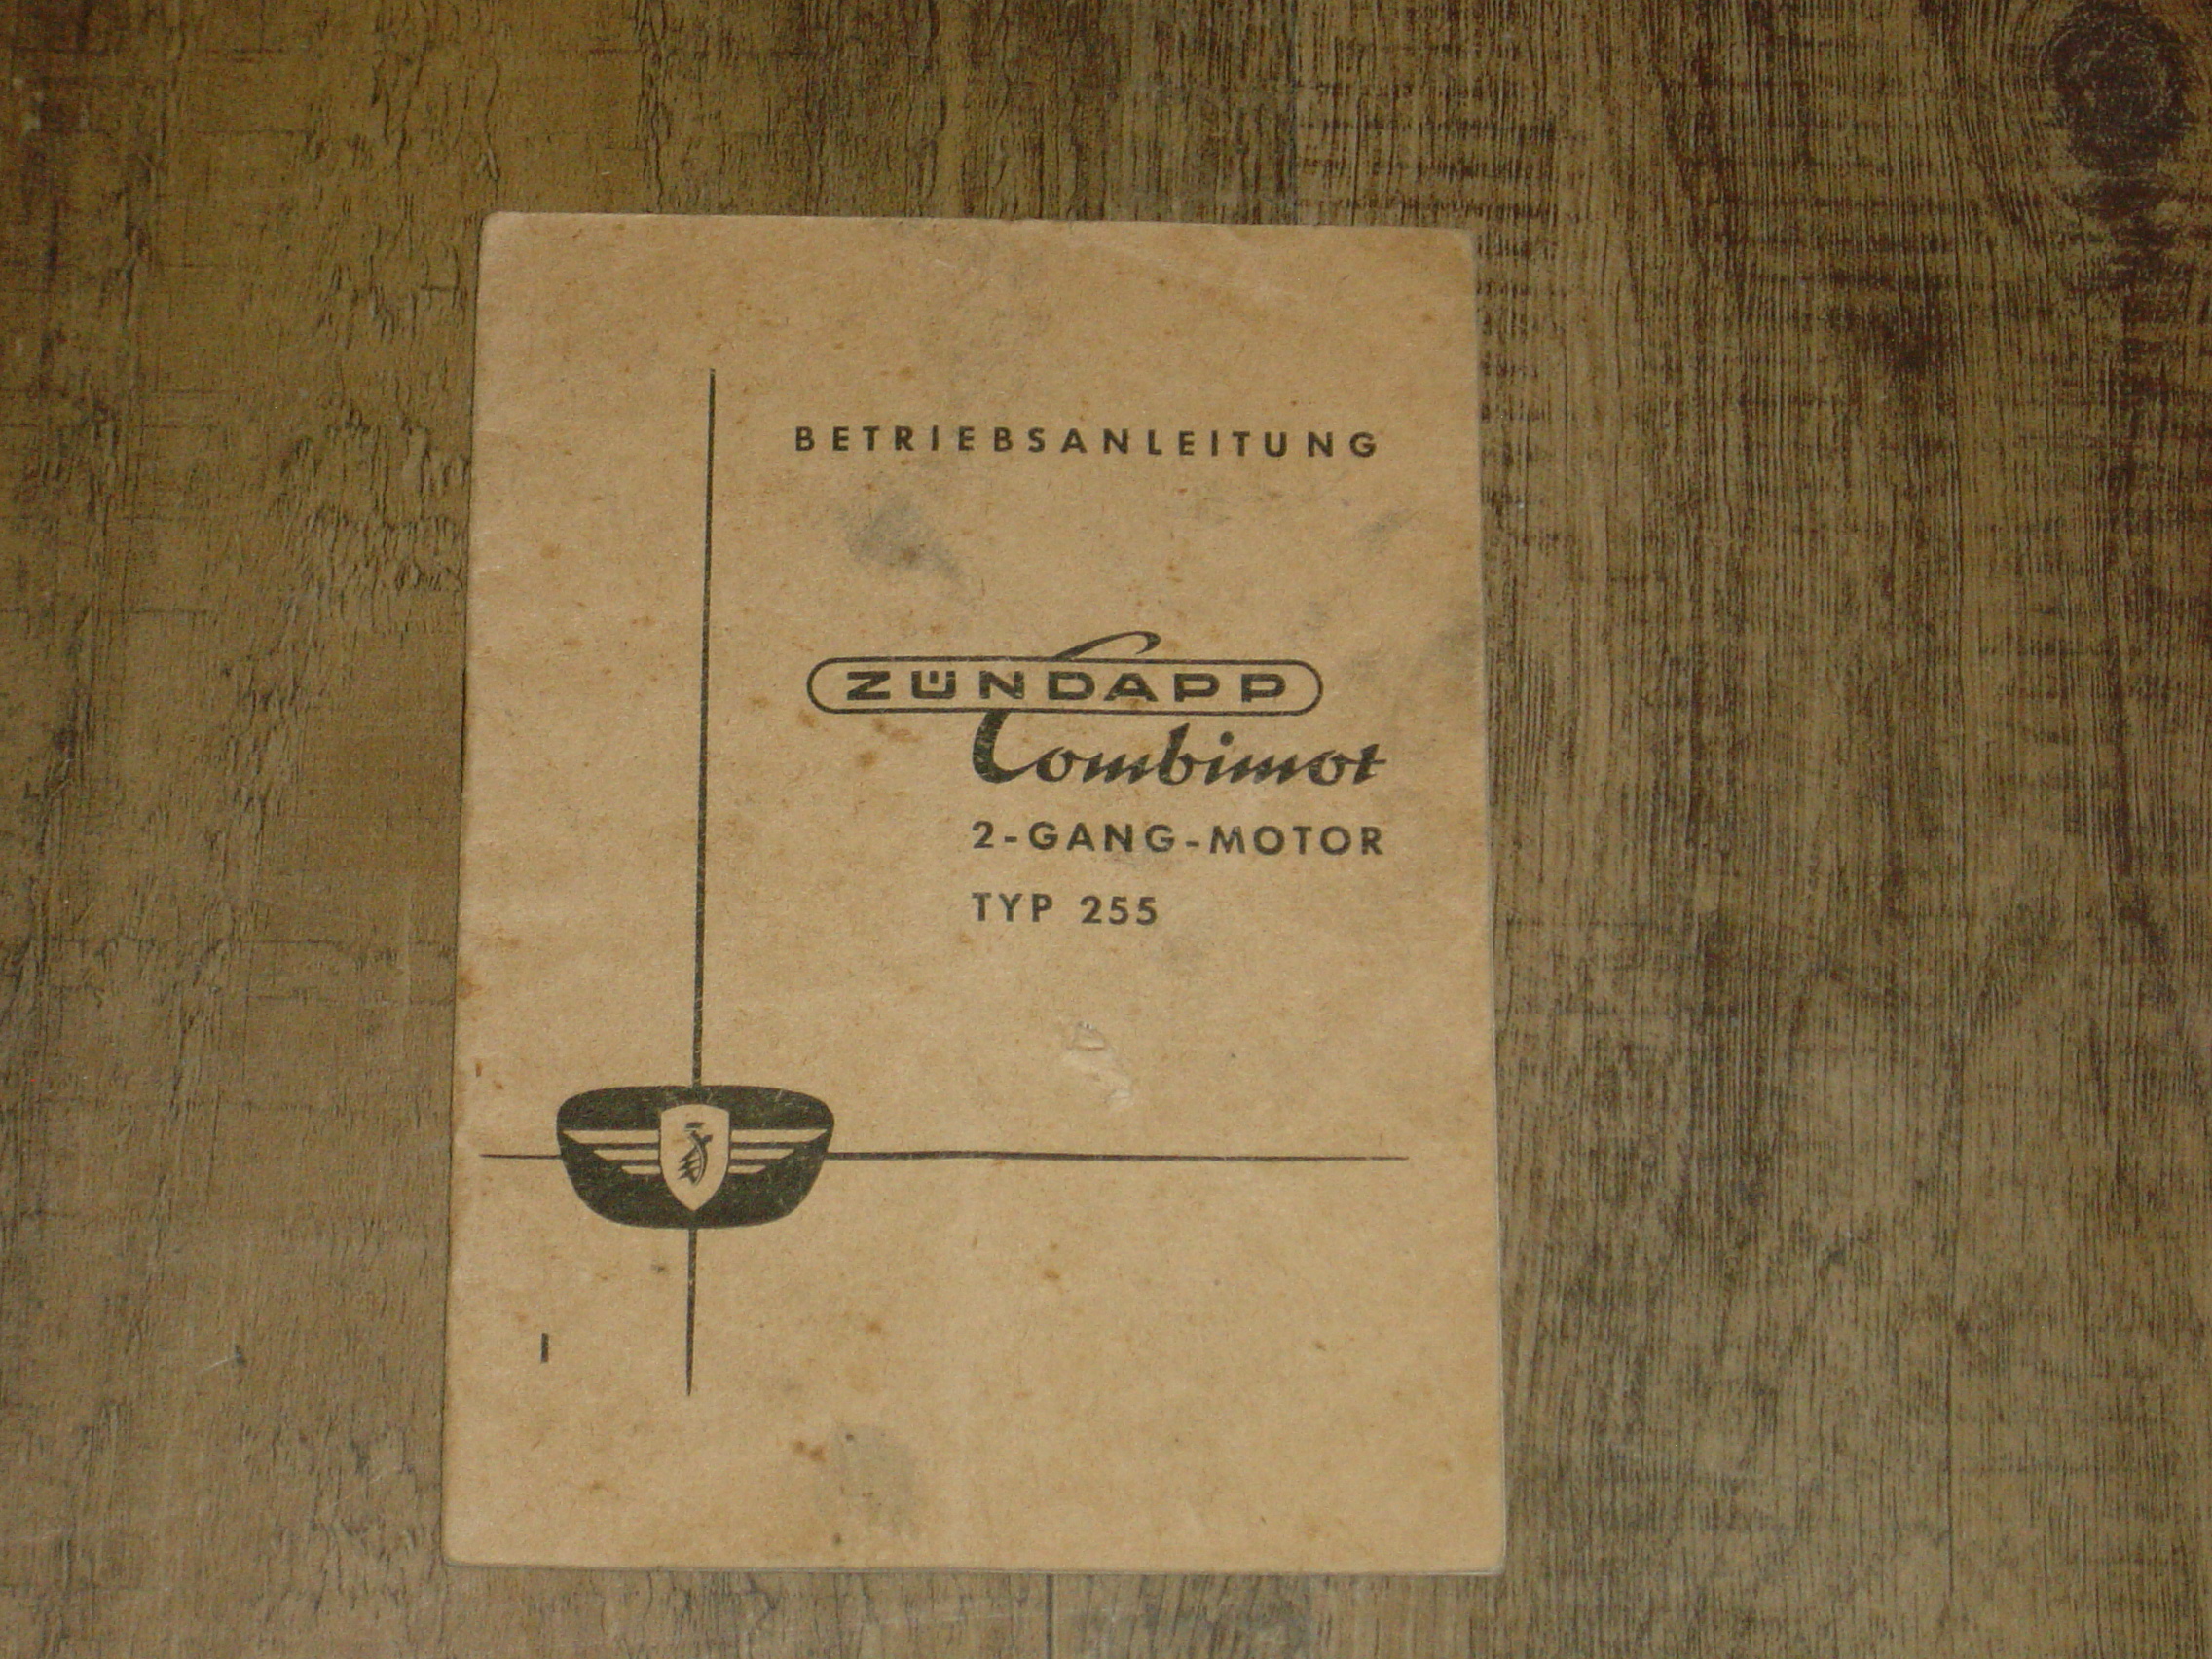 BETRIEBSANLEITUNG
ZÜNDAPP
Combimot
2-GANG-MOTOR
TYP 255